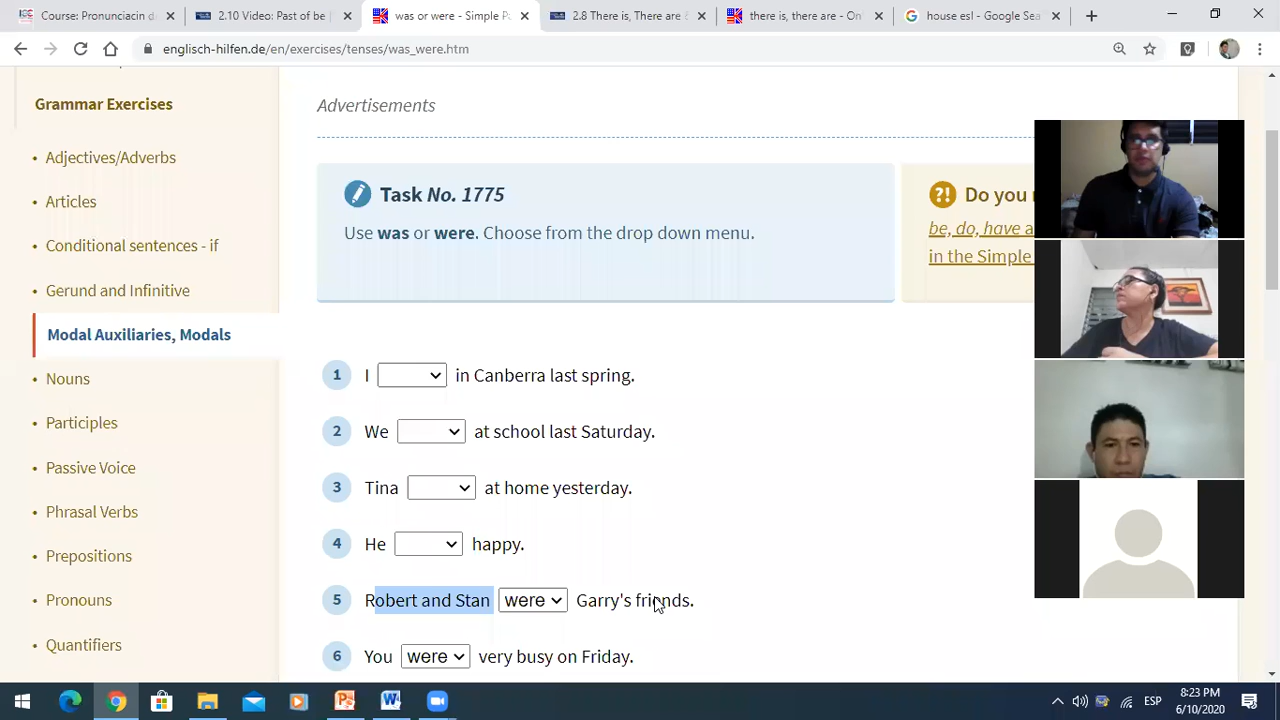 Course: Pronunciacin d
2.10 Video: Past of be |
was or were - Simple P
2.8 There is, There are &
there is, there are - On
house esl - Google Sea
englisch-hilfen.de/en/exercises/tenses/was_were.htm
Grammar Exercises
Adjectives/Adverbs
Articles
Conditional sentences - if
Gerund and Infinitive
Modal Auxiliaries, Modals
Nouns
Participles
Passive Voice
Phrasal Verbs
Prepositions
Pronouns
Quantifiers
Advertisements
Task No. 1775
Use was or were. Choose from the drop down menu.
?! Do you
be, do, have a
in the Simple
1 I in Canberra last spring.
2 We at school last Saturday.
3 Tina at home yesterday.
4 He happy.
5 Robert and Stan were Garry's friends.
6 You were very busy on Friday.
ESP
8:23 PM
6/10/2020